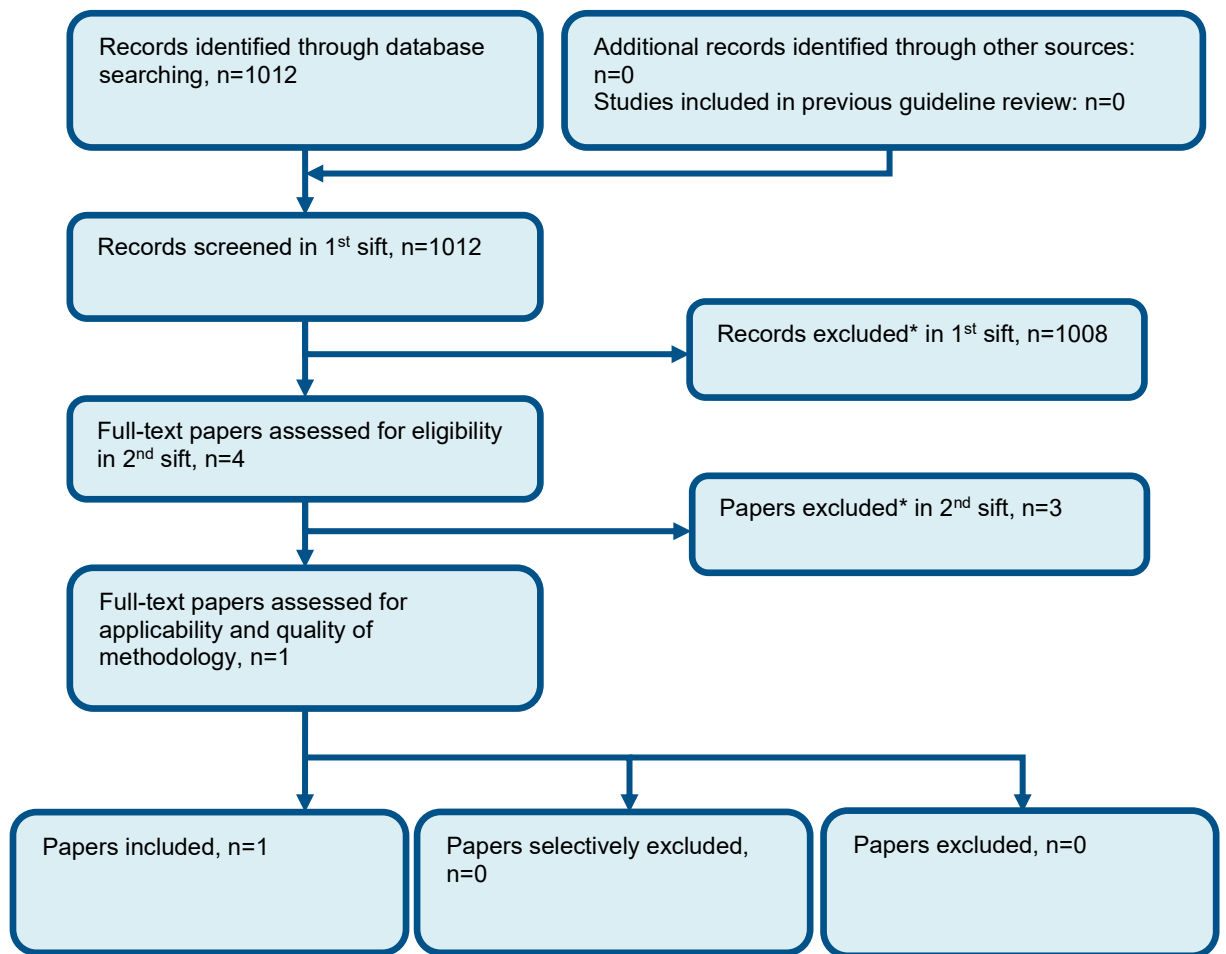 Records identified through database
searching, n=1012
Additional records identified through other sources:
n=0
Studies included in previous guideline review: n=0
Records screened in 1st sift, n=1012
Records excluded* in 1st sift, n=1008
Full-text papers assessed for eligibility
in 2nd sift, n=4
Papers excluded* in 2nd sift, n=3
Full-text papers assessed for
applicability and quality of
methodology, n=1
Papers included, n=1
Papers selectively excluded,
n=0
Papers excluded, n=0